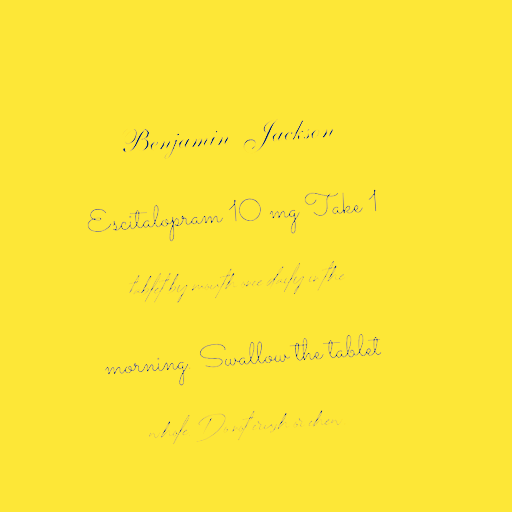 Benjamin Jackson
Escitalopram 10 mg Take 1
tablet by mouth once daily in the
morning. Swallow the tablet
whole. Do not crush or chew